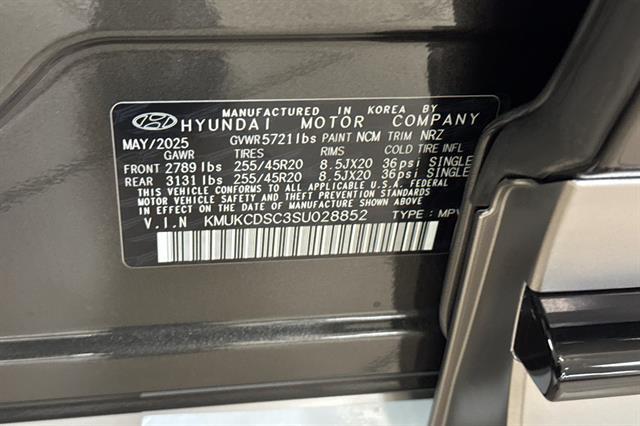 MANUFACTURED IN KOREA BY
HYUNDAI MOTOR COMPANY
MAY/2025 GVWR5721lbs PAINT NCM TRIM NRZ
GAWR TIRES RIMS COLD TIRE INFL
FRONT 2789lbs 255/45R20 8.5JX20 36psi SINGLE
REAR 3131lbs 255/45R20 8.5JX20 36psi SINGLE
THIS VEHICLE CONFORMS TO ALL APPLICABLE U.S.A. FEDERAL
MOTOR VEHICLE SAFETY STANDARDS AND THEFT PREVENTION STANDARDS
IN EFFECT ON THE DATE OF MANUFACTURE SHOWN ABOVE.
V.I.N KMUKCDSC3SU028852 TYPE: MPV